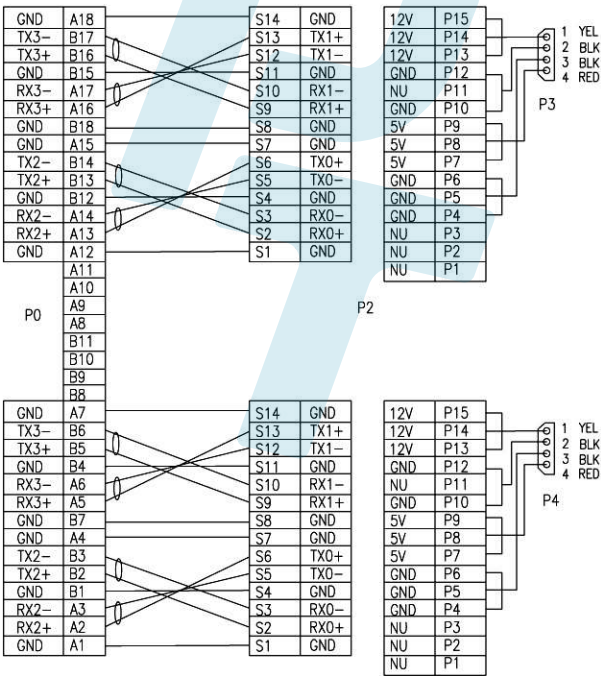 GND A18 S14 GND 12V P15
TX3- B17 S13 TX1+ 12V P14 1 YEL
TX3+ B16 S12 TX1- 12V P13 2 BLK
GND B15 S11 GND GND P12 3 BLK
RX3- A17 S10 RX1- NU P11 4 RED
RX3+ A16 S9 RX1+ GND P10 P3
GND B18 S8 GND 5V P9
GND A15 S7 GND 5V P8
TX2- B14 S6 TX0+ 5V P7
TX2+ B13 S5 TX0- GND P6
GND B12 S4 GND GND P5
RX2- A14 S3 RX0- GND P4
RX2+ A13 S2 RX0+ NU P3
GND A12 S1 GND NU P2
A11 NU P1
A10
A9
P0 P2
A8
B11
B10
B9
B8
GND A7 S14 GND 12V P15
TX3- B6 S13 TX1+ 12V P14 1 YEL
TX3+ B5 S12 TX1- 12V P13 2 BLK
GND B4 S11 GND GND P12 3 BLK
RX3- A6 S10 RX1- NU P11 4 RED
RX3+ A5 S9 RX1+ GND P10 P4
GND B7 S8 GND 5V P9
GND A4 S7 GND 5V P8
TX2- B3 S6 TX0+ 5V P7
TX2+ B2 S5 TX0- GND P6
GND B1 S4 GND GND P5
RX2- A3 S3 RX0- GND P4
RX2+ A2 S2 RX0+ NU P3
GND A1 S1 GND NU P2
NU P1